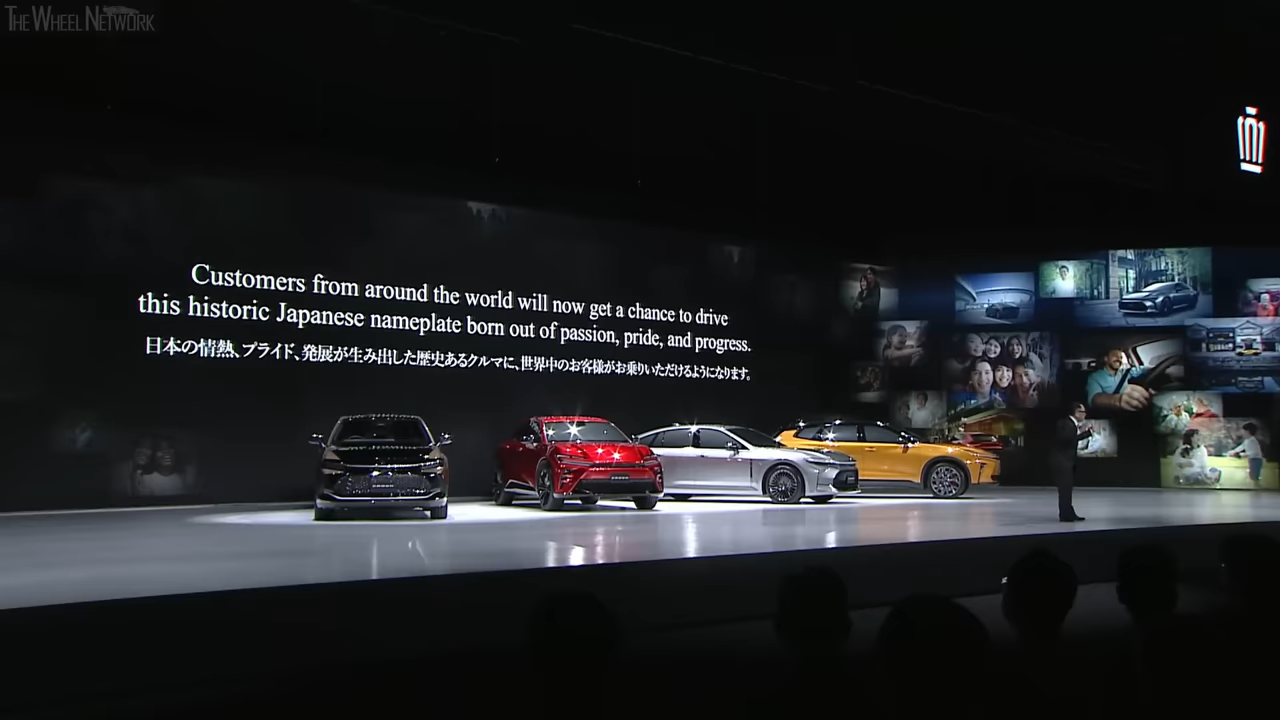 THE WHEEL NETWORK
Customers from around the world will now get a chance to drive
this historic Japanese nameplate born out of passion, pride, and progress.
日本の情熱、プライド、発展が生み出した歴史あるクルマに、世界中のお客様がお乗りいただけるようになります。